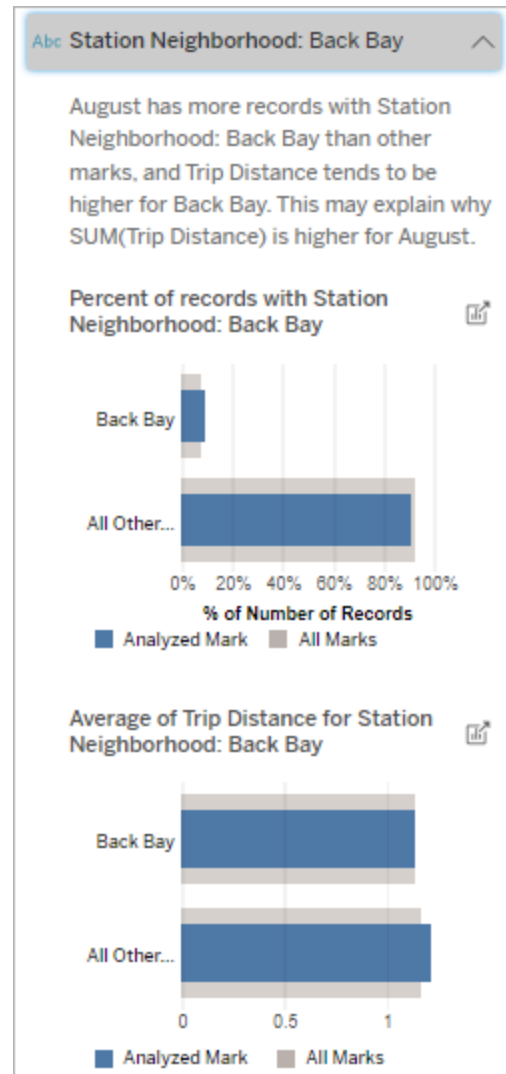 Abc Station Neighborhood: Back Bay
August has more records with Station
Neighborhood: Back Bay than other
marks, and Trip Distance tends to be
higher for Back Bay. This may explain why
SUM(Trip Distance) is higher for August.
Percent of records with Station
Neighborhood: Back Bay
Back Bay
All Other...
0% 20% 40% 60% 80% 100%
% of Number of Records
Analyzed Mark All Marks
Average of Trip Distance for Station
Neighborhood: Back Bay
Back Bay
All Other...
0 0.5 1
Analyzed Mark All Marks